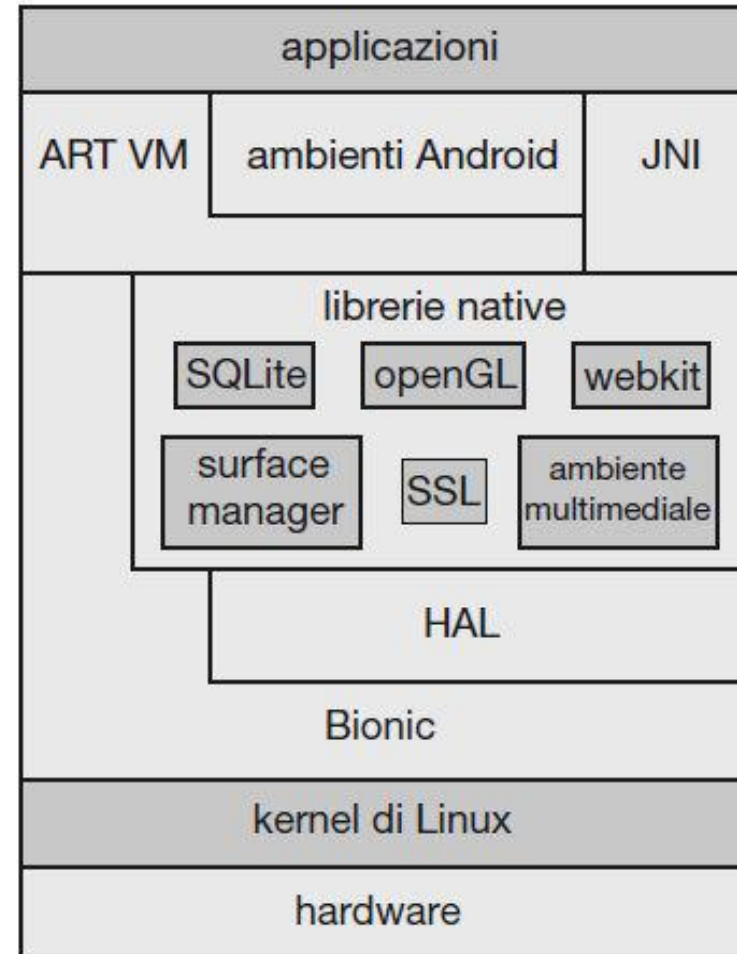 applicazioni
ART VM
ambienti Android
JNI
librerie native
SQLite
openGL
webkit
surface
manager
SSL
ambiente
multimediale
HAL
Bionic
kernel di Linux
hardware